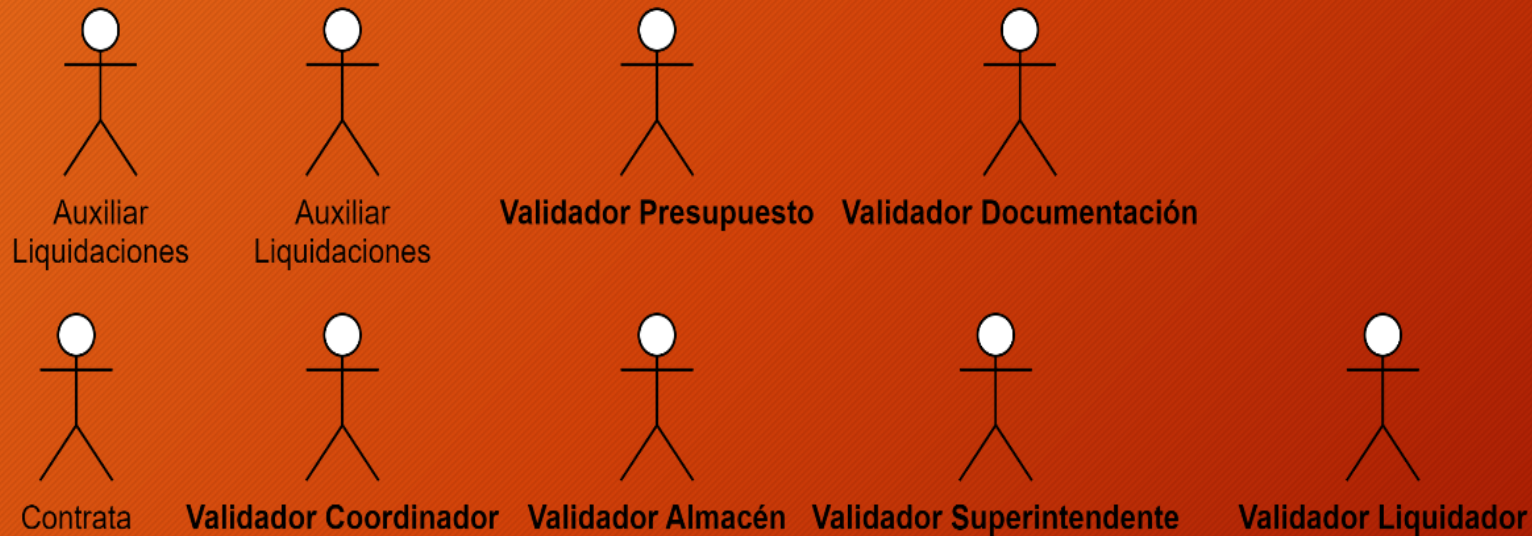 Auxiliar
Liquidaciones
Auxiliar
Liquidaciones
Validador Presupuesto
Validador Documentación
Contrata
Validador Coordinador
Validador Almacén
Validador Superintendente
Validador Liquidador